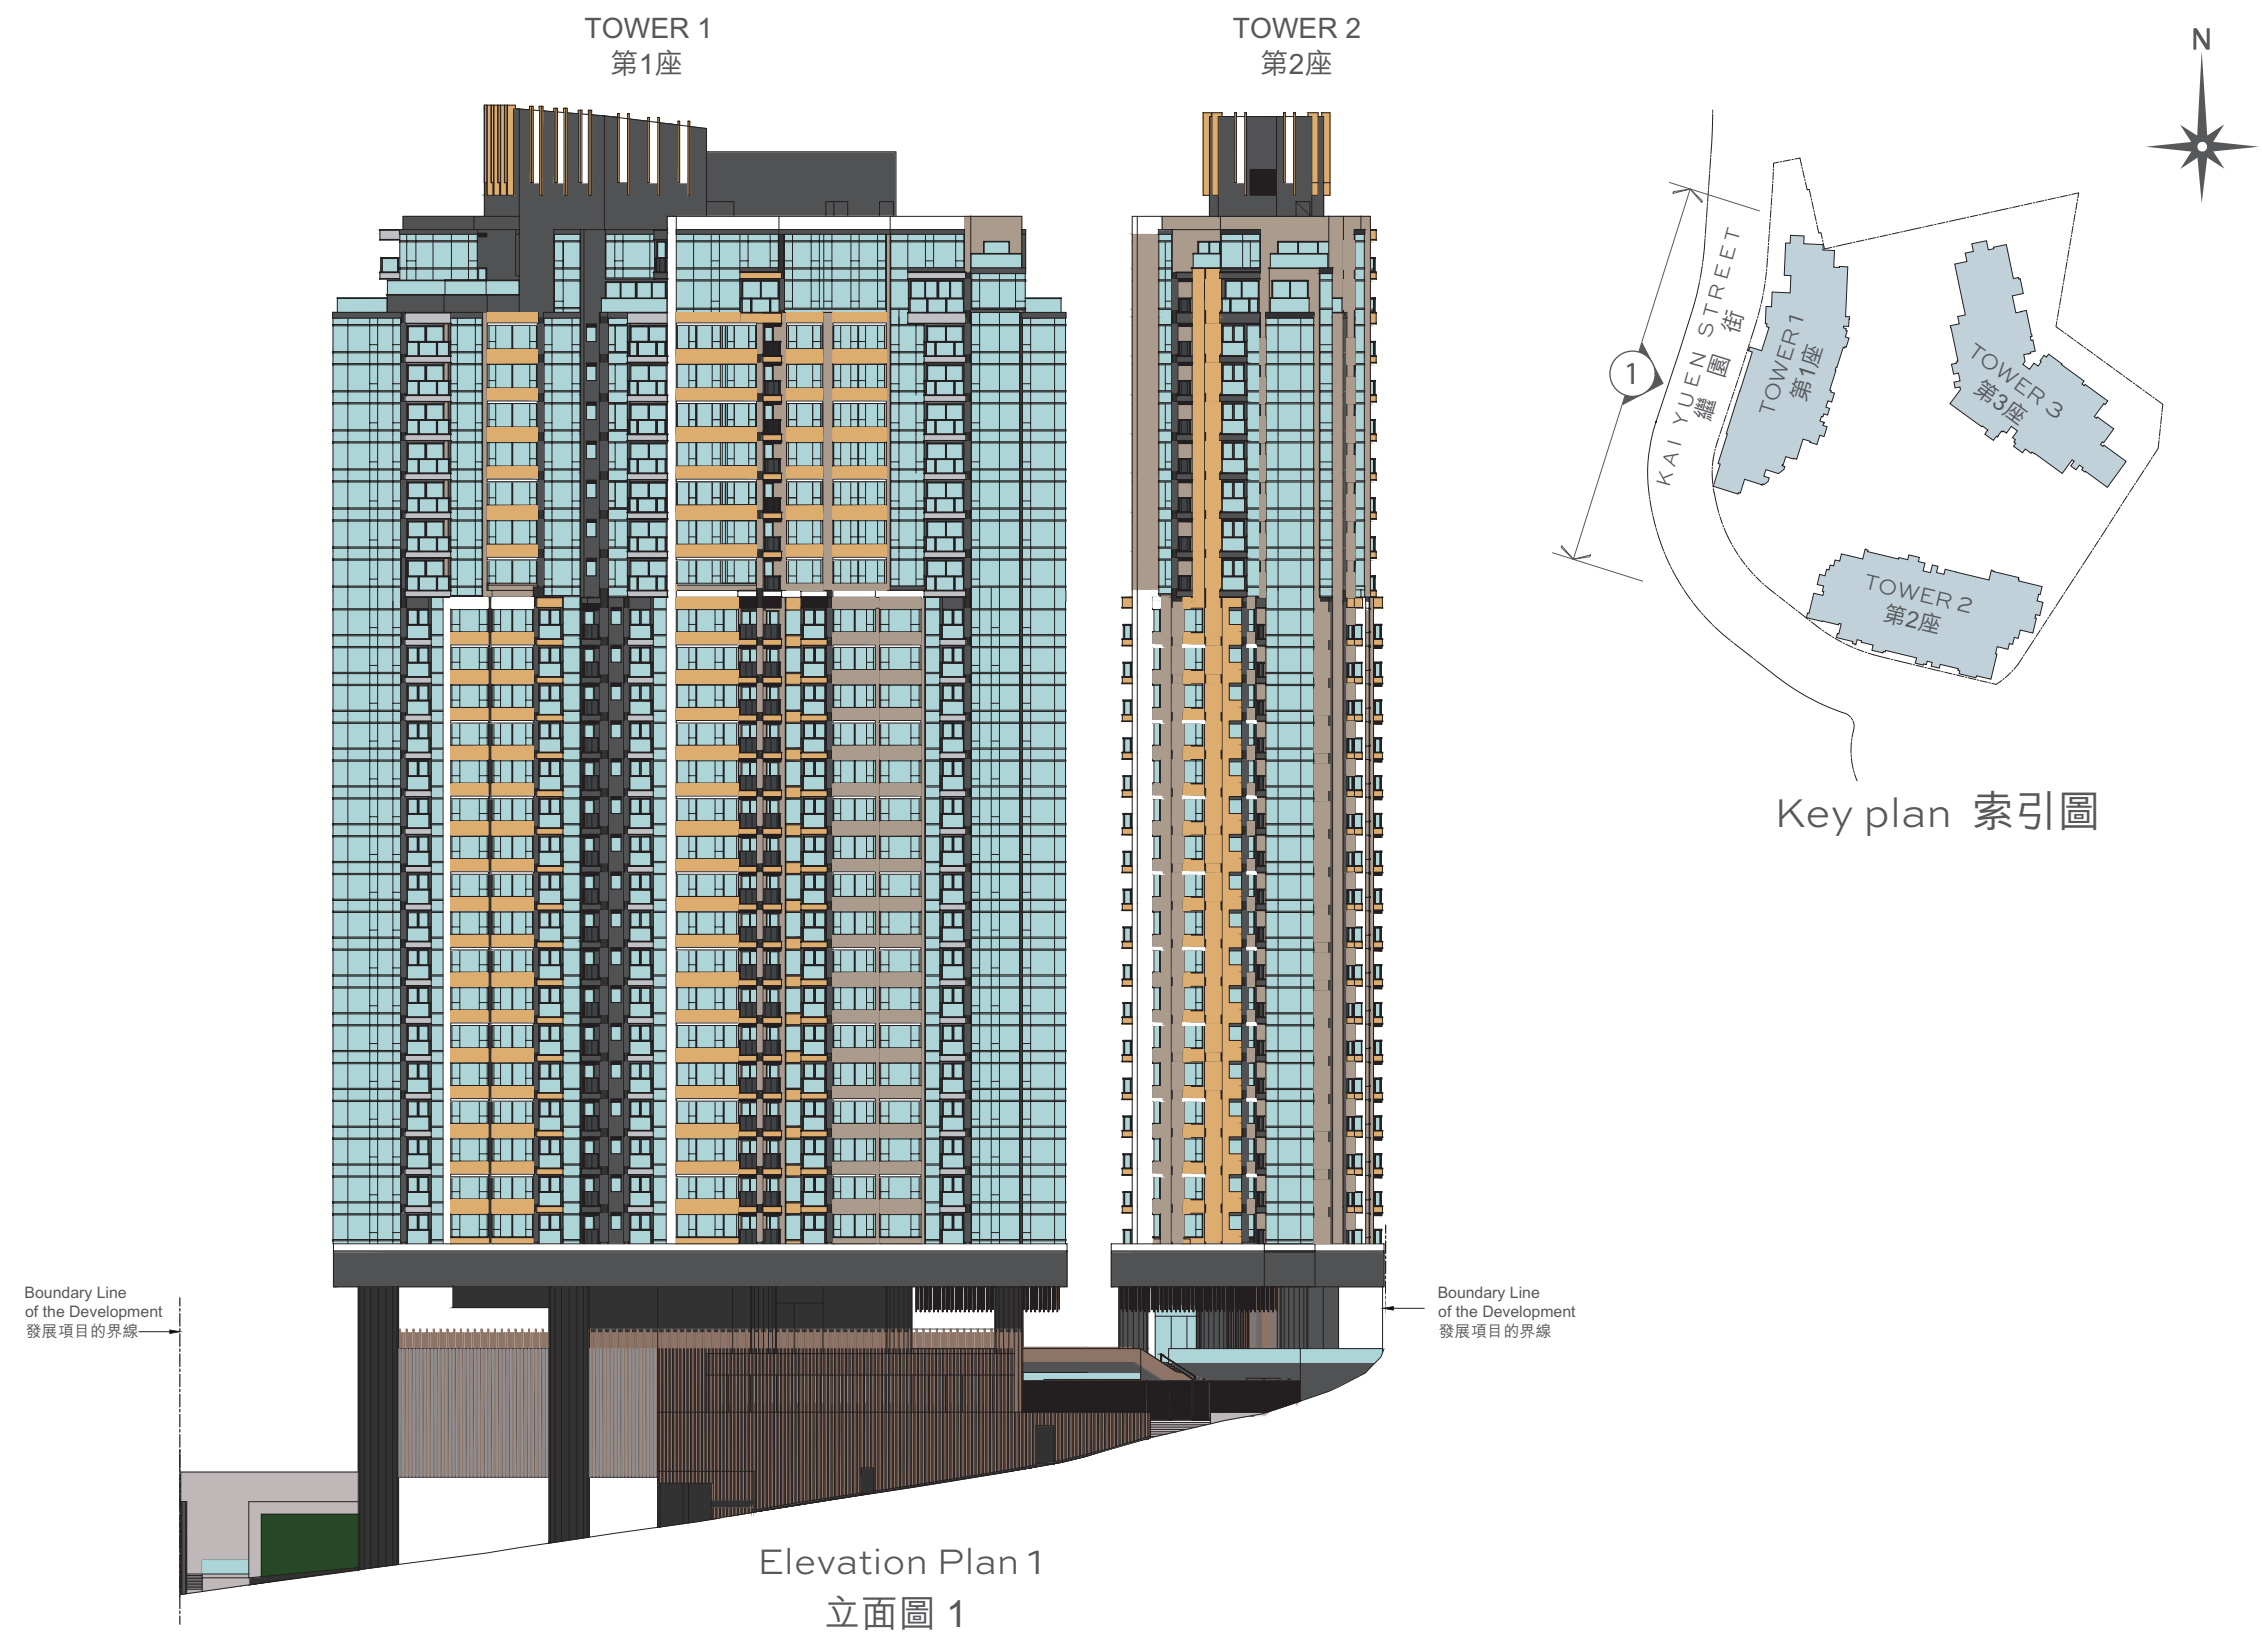 TOWER 1
第1座
TOWER 2
第2座
N
KAI YUEN STREET
繼園街
1
TOWER 1
第1座
TOWER 3
第3座
TOWER 2
第2座
Key plan 索引圖
Boundary Line
of the Development
發展項目的界線
Boundary Line
of the Development
發展項目的界線
Elevation Plan 1
立面圖 1